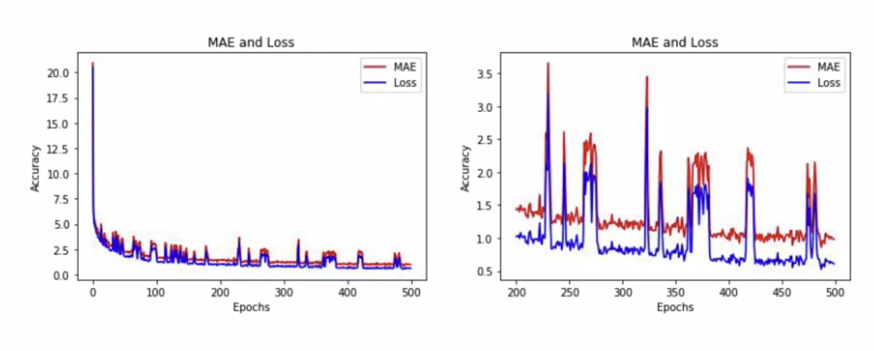 MAE and Loss
MAE
Loss
20.0
17.5
15.0
12.5
10.0
7.5
5.0
2.5
0.0
Accuracy
0 100 200 300 400 500
Epochs
MAE and Loss
MAE
Loss
3.5
3.0
2.5
2.0
1.5
1.0
0.5
Accuracy
200 250 300 350 400 450 500
Epochs